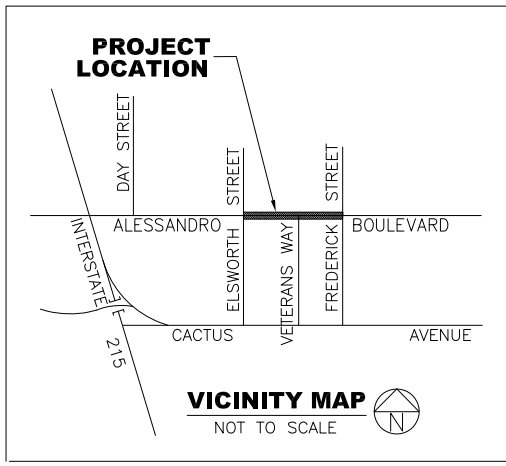 PROJECT
LOCATION
DAY STREET
STREET
STREET
ALESSANDRO
BOULEVARD
INTERSTATE
215
ELSWORTH
VETERANS WAY
FREDERICK
CACTUS
AVENUE
VICINITY MAP
NOT TO SCALE
N